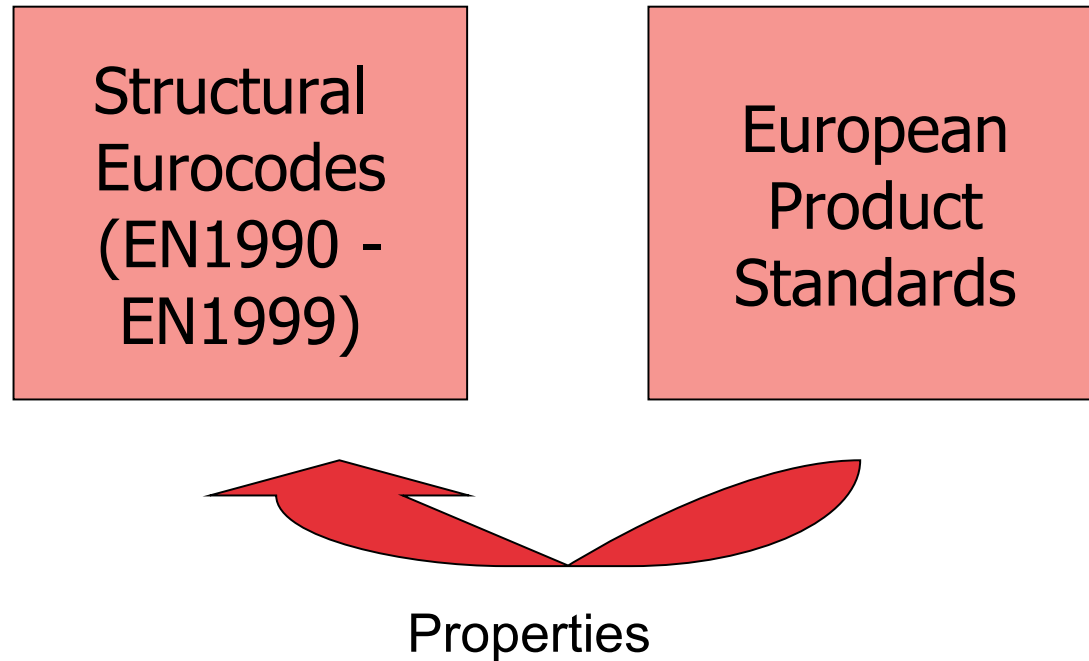 Structural
Eurocodes
(EN1990 -
EN1999)
European
Product
Standards
Properties